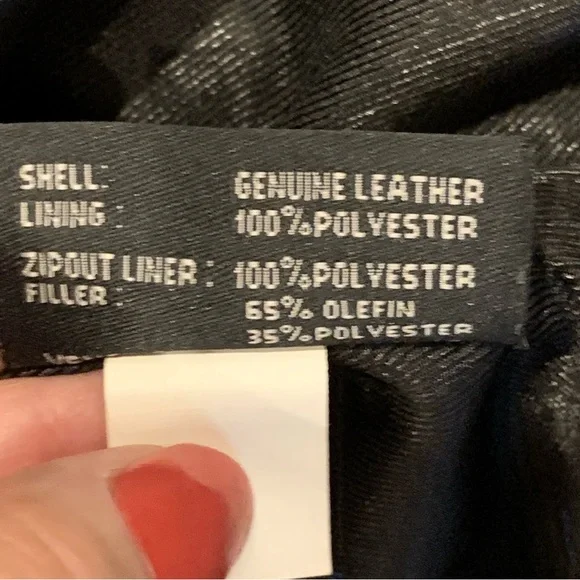 SHELL: GENUINE LEATHER
LINING : 100% POLYESTER
ZIPOUT LINER : 100% POLYESTER
FILLER : 65% OLEFIN
35% POLYESTER